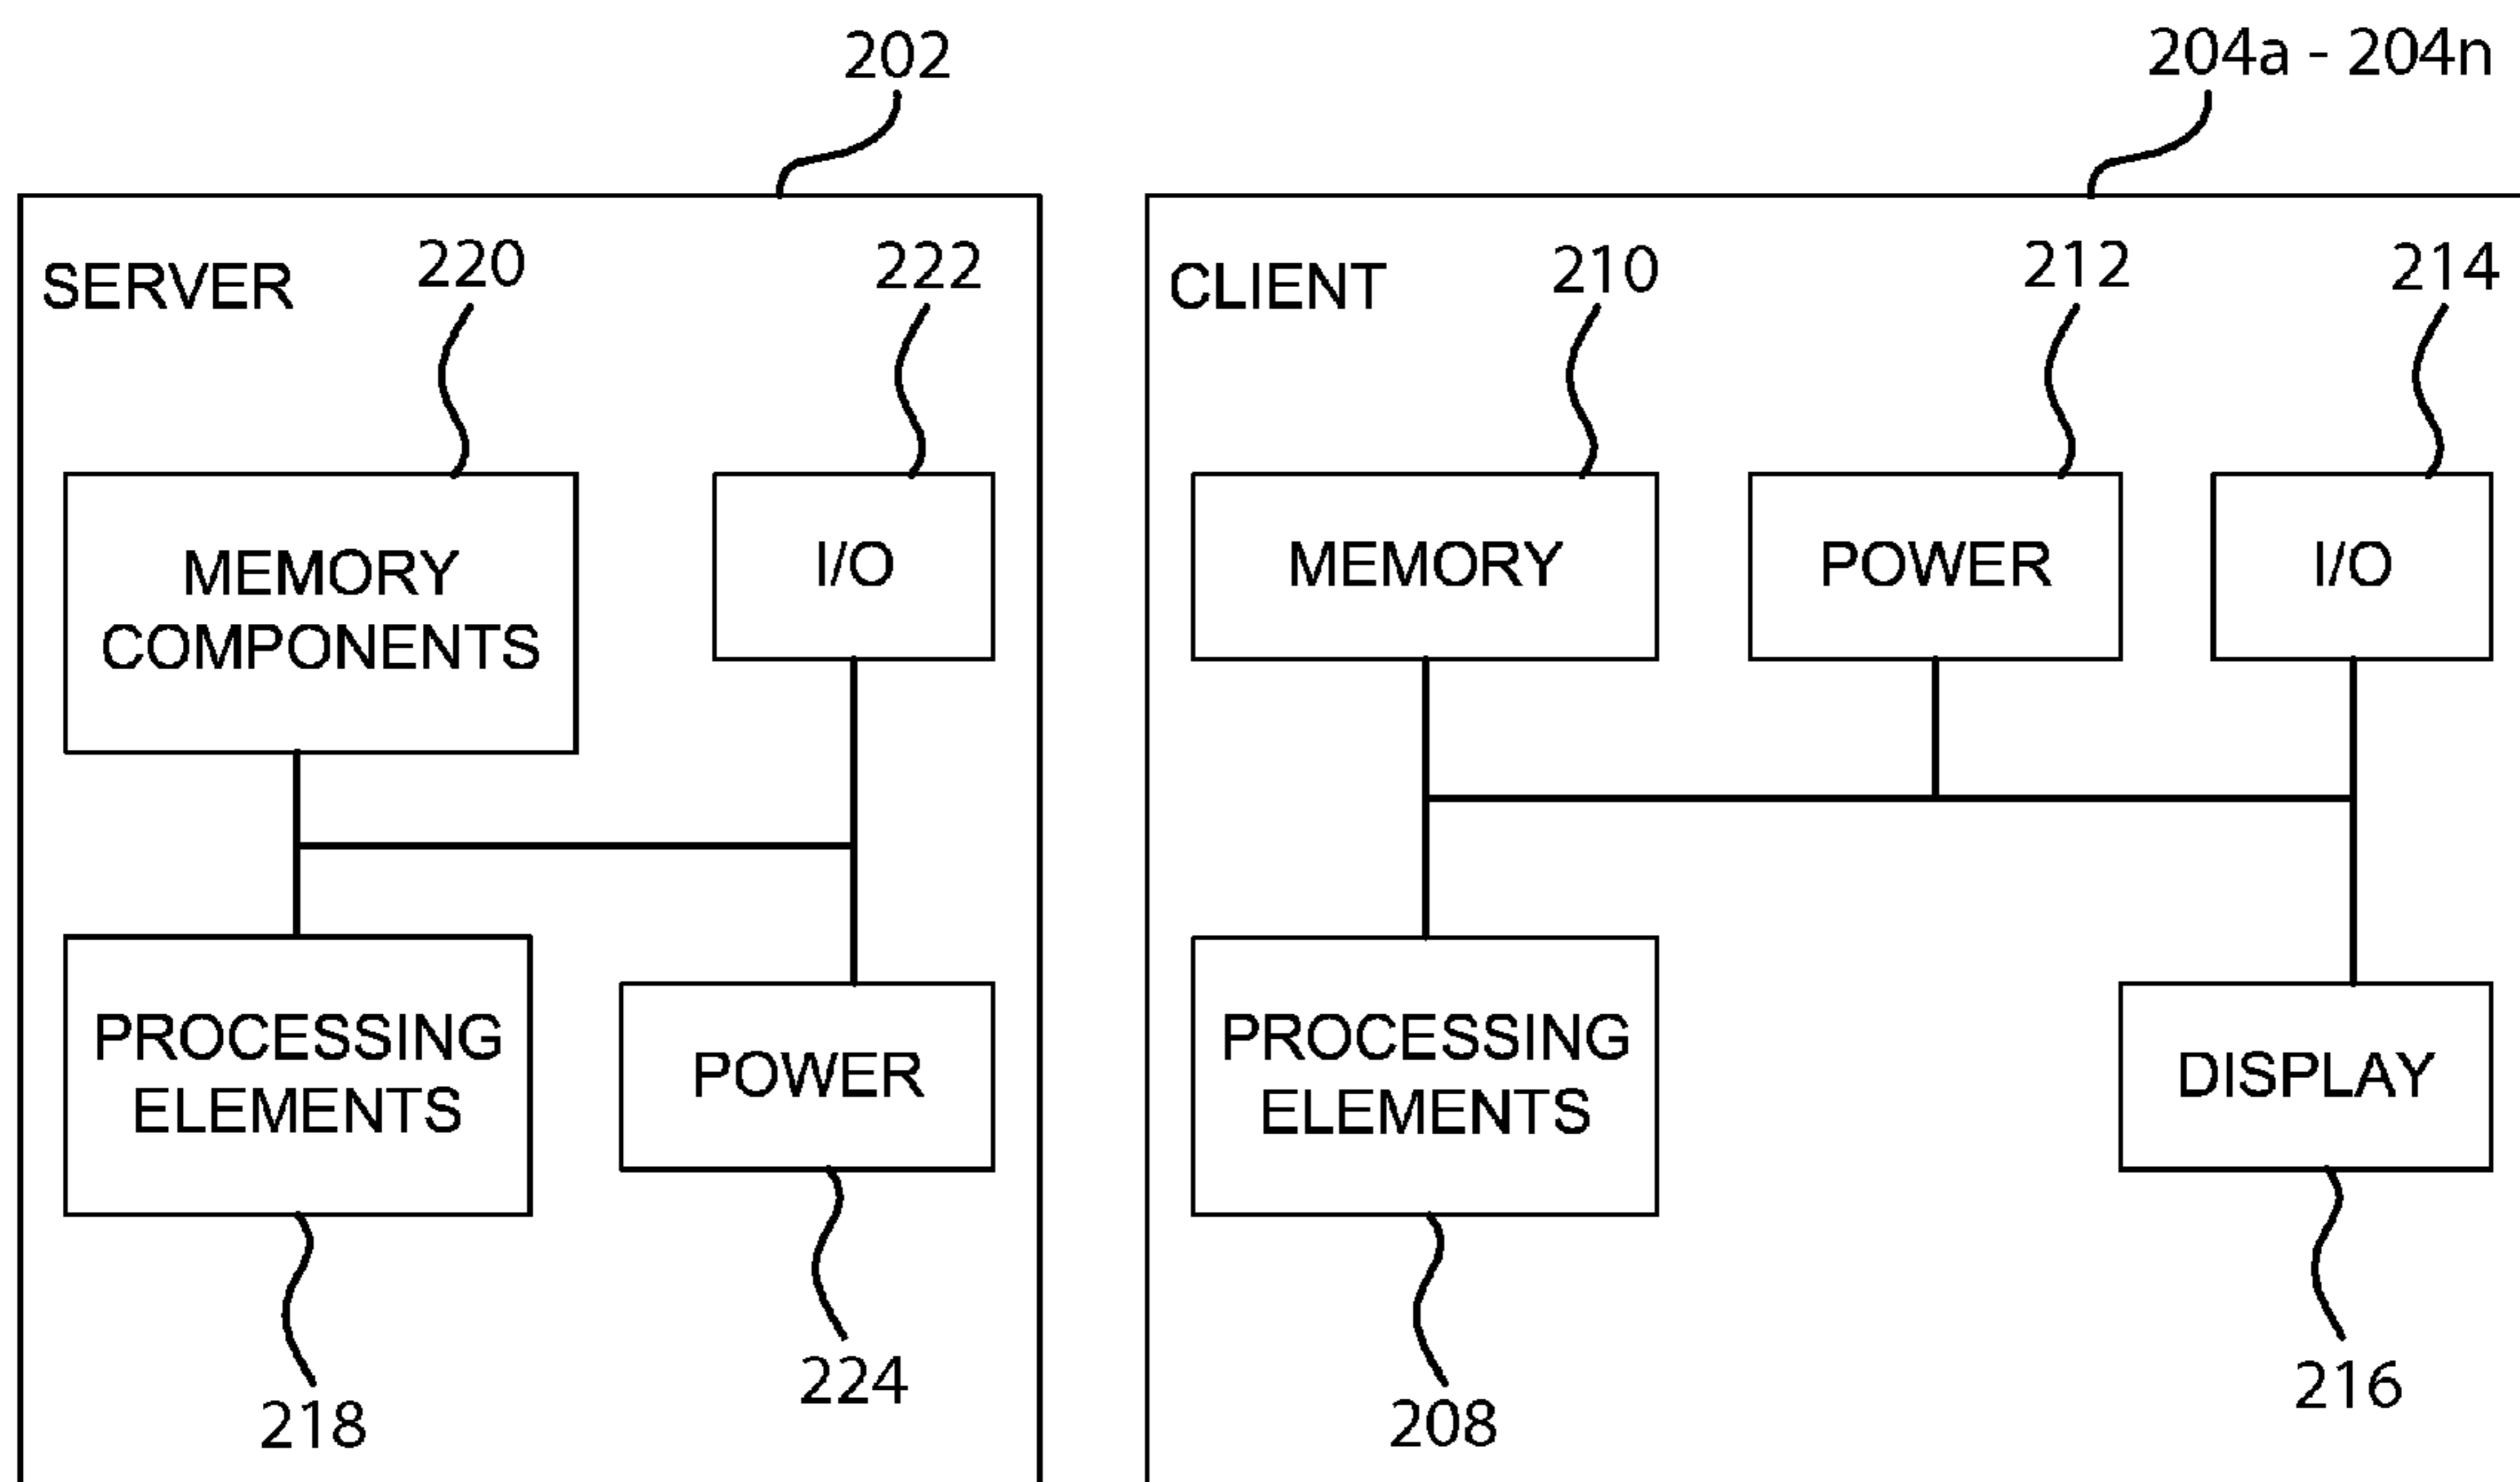 202
204a - 204n
SERVER
220
222
MEMORY
COMPONENTS
I/O
PROCESSING
ELEMENTS
POWER
218
224
CLIENT
210
212
214
MEMORY
POWER
I/O
PROCESSING
ELEMENTS
DISPLAY
208
216